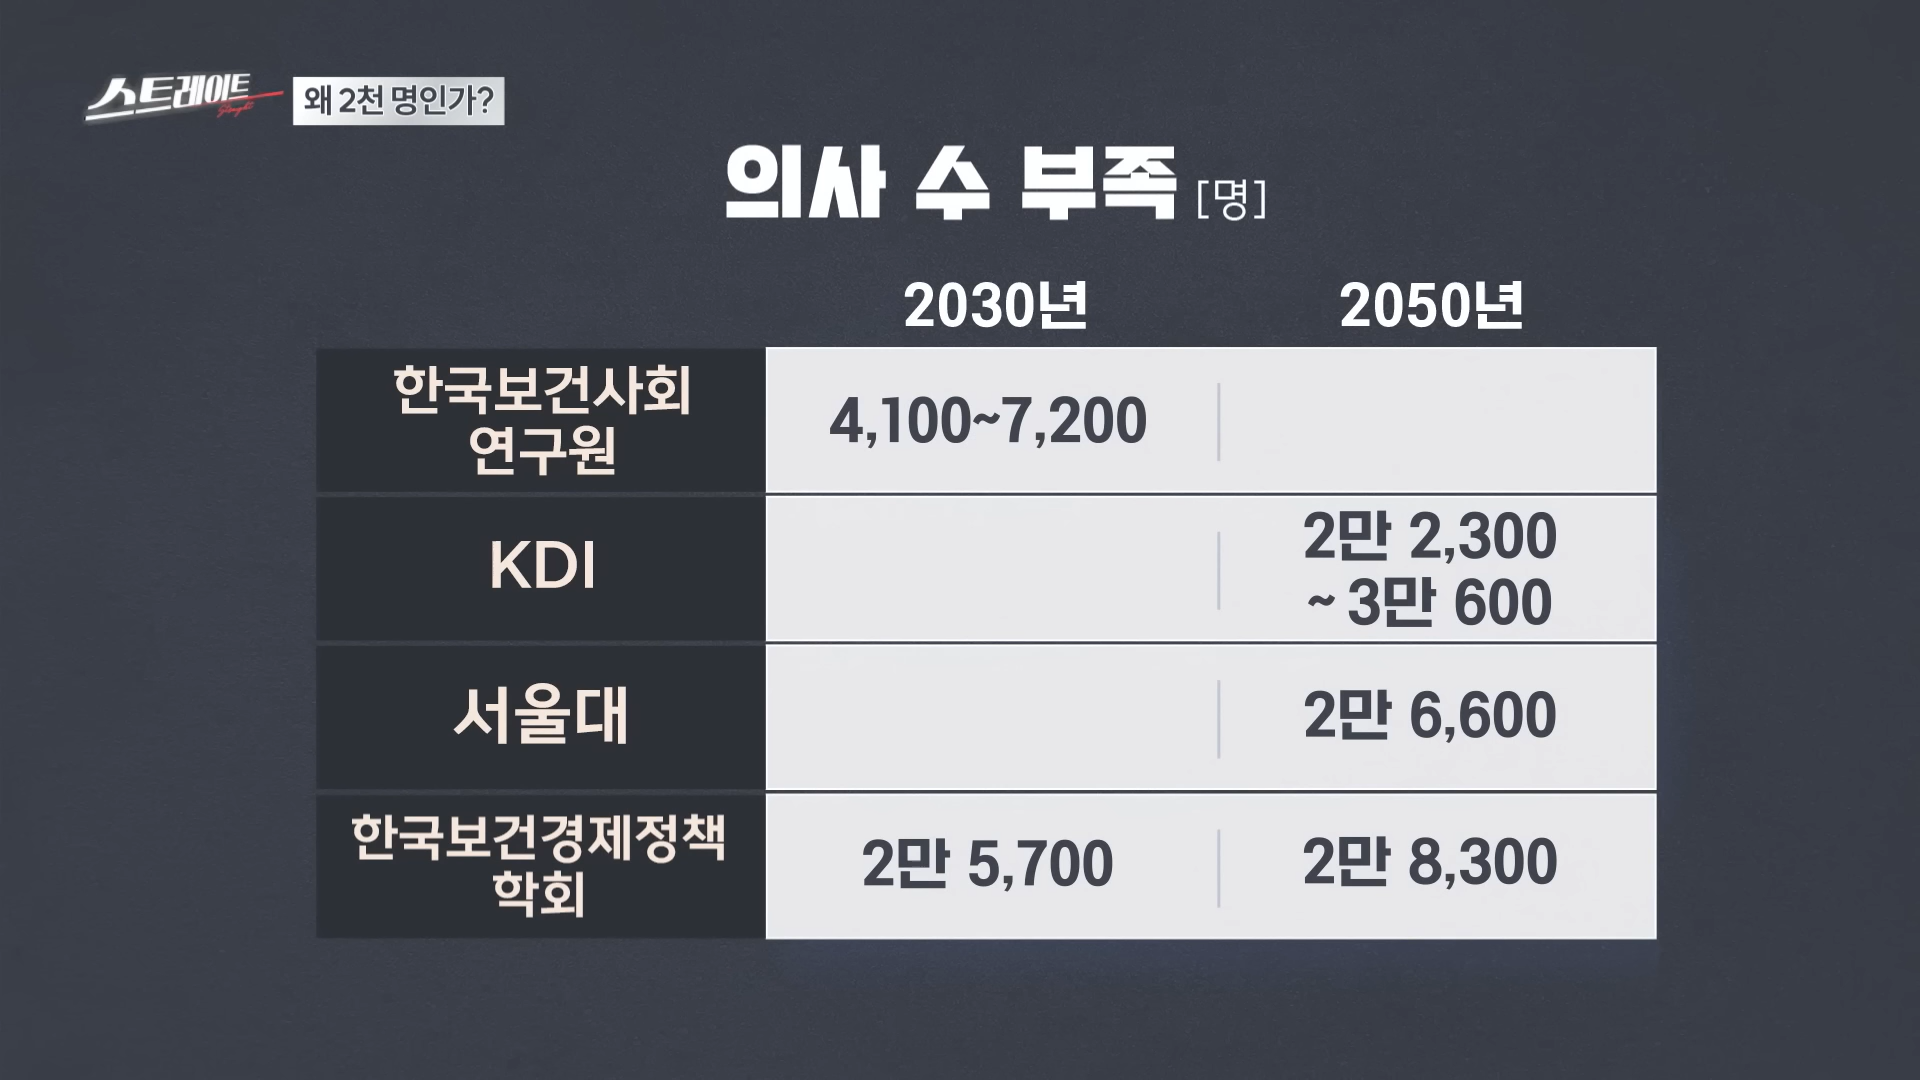 스트레이트
Straight
왜 2천 명인가?
의사 수 부족 [명]
2030년 2050년
한국보건사회
연구원
4,100~7,200
KDI
2만 2,300
~ 3만 600
서울대
2만 6,600
한국보건경제정책
학회
2만 5,700
2만 8,300